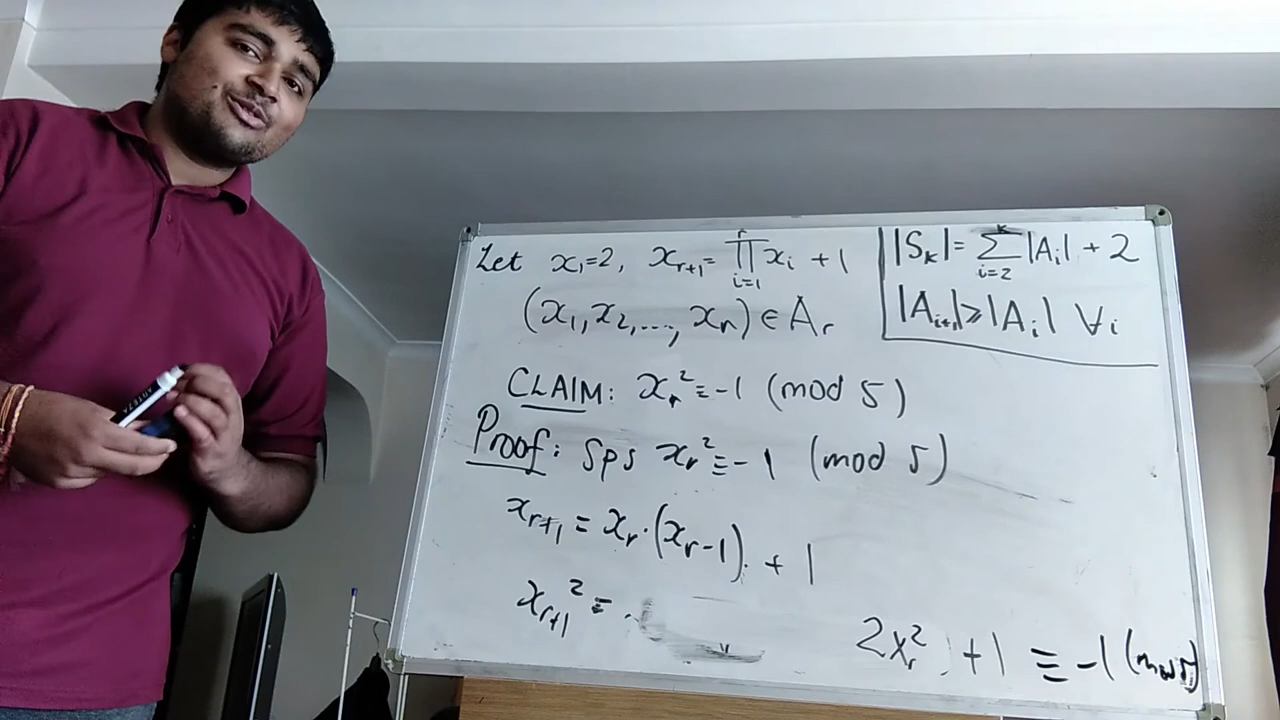 Let x₁=2, x_{r+1}=∏_{i=1}^{r} x_i + 1
(x₁, x₂, ..., x_r) ∈ A_r
|S_k| = ∑_{i=2}^{k} |A_i| + 2
|A_{i+1}| ≥ |A_i| ∀i
CLAIM: x_r² ≡ -1 (mod 5)
Proof: Sps x_r² ≡ -1 (mod 5)
x_{r+1} = x_r·(x_r-1) + 1
x_{r+1}² =
2x_r² + 1 ≡ -1 (mod 5)